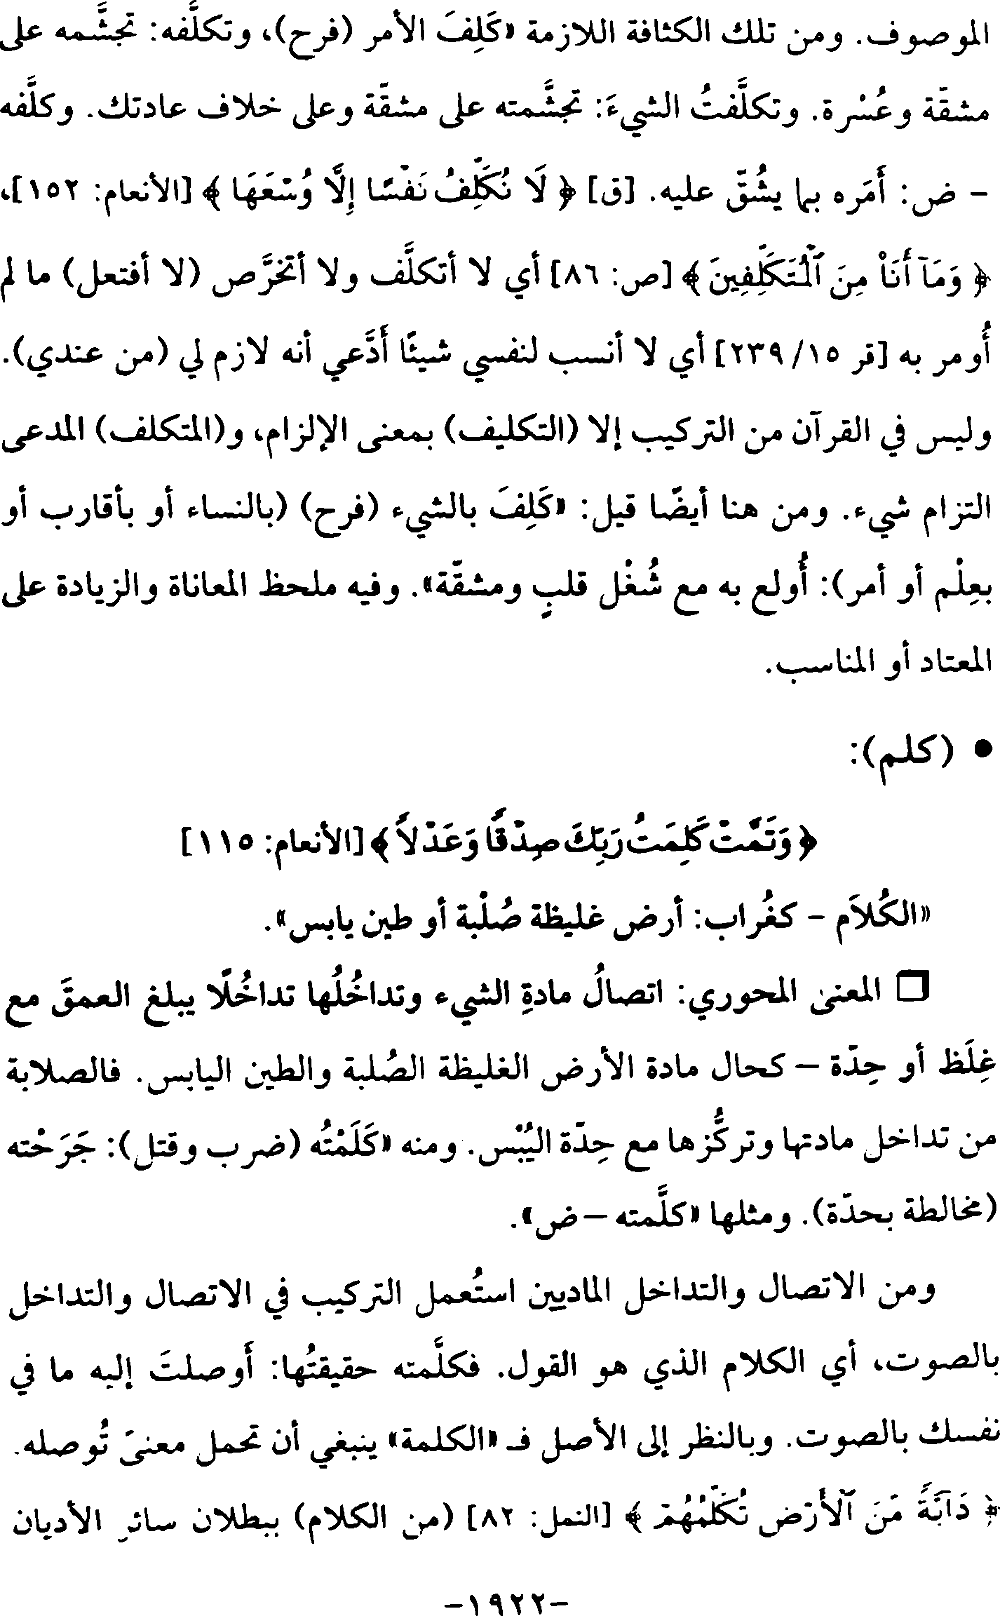 الموصوف. ومن تلك الكثافة اللازمة «كَلِفَ الأمر (فرح)، وتكلَّفه: تجشَّمه على
مشقّة وعُسْرة. وتكلَّفتُ الشيءَ: تجشَّمته على مشقّة وعلى خلاف عادتك. وكلَّفه
- ض: أَمَره بما يشُقّ عليه. [ق] ﴿ لَا نُكَلِّفُ نَفْسًا إِلَّا وُسْعَهَا ﴾ [الأنعام: ١٥٢]،
﴿ وَمَآ أَنَا۠ مِنَ ٱلْمُتَكَلِّفِينَ ﴾ [ص: ٨٦] أي لا أتكلَّف ولا أتخرَّص (لا أفتعل) ما لم
أُومر به [قر ١٥/ ٢٣٩] أي لا أنسب لنفسي شيئًا أَدَّعي أنه لازم لي (من عندي).
وليس في القرآن من التركيب إلا (التكليف) بمعنى الإلزام، و(المتكلف) المدعى
التزام شيء. ومن هنا أيضًا قيل: «كَلِفَ بالشيء (فرح) (بالنساء أو بأقارب أو
بعِلْم أو أمر): أُولع به مع شُغْل قلبٍ ومشقّة». وفيه ملحظ المعاناة والزيادة على
المعتاد أو المناسب.
• (كلم):
﴿ وَتَمَّتْ كَلِمَتُ رَبِّكَ صِدْقًا وَعَدْلاً ﴾ [الأنعام: ١١٥]
«الكُلاَم - كغُراب: أرض غليظة صُلْبة أو طين يابس».
□ المعنى المحوري: اتصالُ مادةِ الشيء وتداخُلُها تداخُلًا يبلغ العمقَ مع
غِلَظ أو حِدّة – كحال مادة الأرض الغليظة الصُلبة والطين اليابس. فالصلابة
من تداخل مادتها وتركُّزها مع حِدّة اليُبْس. ومنه «كَلَمْتُه (ضرب وقتل): جَرَحْته
(مخالطة بحدّة). ومثلها «كلَّمته – ض».
ومن الاتصال والتداخل الماديين استُعمل التركيب في الاتصال والتداخل
بالصوت، أي الكلام الذي هو القول. فكلَّمته حقيقتُها: أَوصلتَ إليه ما في
نفسك بالصوت. وبالنظر إلى الأصل فـ «الكلمة» ينبغي أن تحمل معنىً تُوصله.
﴿ دَآبَّةً مِّنَ ٱلْأَرْضِ تُكَلِّمُهُمْ ﴾ [النمل: ٨٢] (من الكلام) ببطلان سائر الأديان
-١٩٢٢-